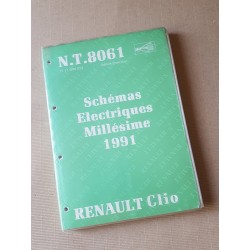 N.T.8061
Schémas
Electriques
Millésime
1991
RENAULT Clio